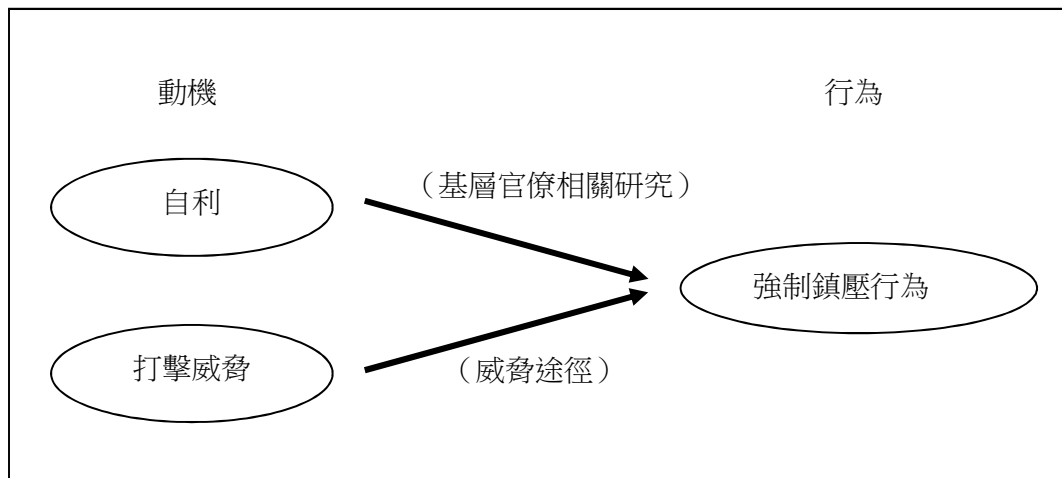 動機
行為
自利
（基層官僚相關研究）
強制鎮壓行為
打擊威脅
（威脅途徑）